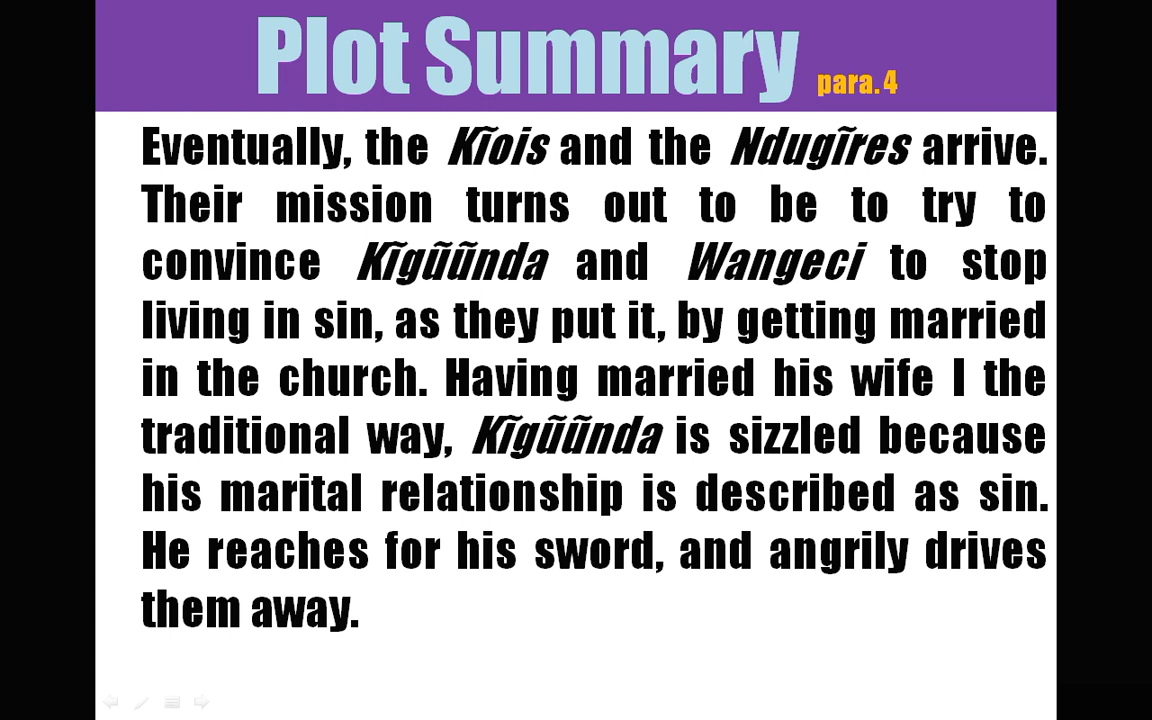 Plot Summary para.4
Eventually, the Kĩois and the Ndugĩres arrive.
Their mission turns out to be to try to
convince Kĩgũũnda and Wangeci to stop
living in sin, as they put it, by getting married
in the church. Having married his wife I the
traditional way, Kĩgũũnda is sizzled because
his marital relationship is described as sin.
He reaches for his sword, and angrily drives
them away.